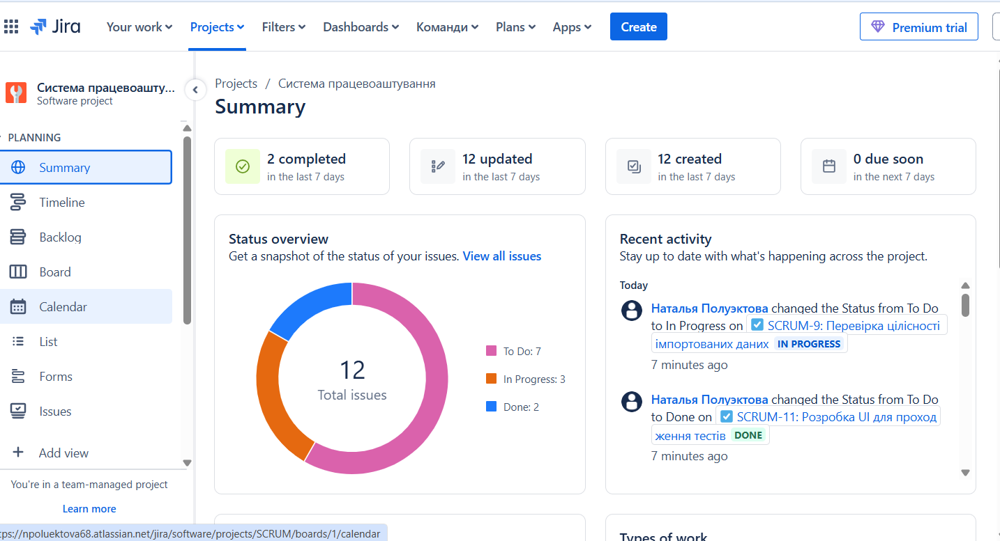 Jira
Your work
Projects
Filters
Dashboards
Команди
Plans
Apps
Create
Premium trial
Система працевоашту...
Software project
PLANNING
Summary
Timeline
Backlog
Board
Calendar
List
Forms
Issues
Add view
You're in a team-managed project
Learn more
tps://npoluektova68.atlassian.net/jira/software/projects/SCRUM/boards/1/calendar
Projects / Система працевоаштування
Summary
2 completed
in the last 7 days
12 updated
in the last 7 days
12 created
in the last 7 days
0 due soon
in the next 7 days
Status overview
Get a snapshot of the status of your issues. View all issues
12
Total issues
To Do: 7
In Progress: 3
Done: 2
Recent activity
Stay up to date with what's happening across the project.
Today
Наталья Полуэктова changed the Status from To Do
to In Progress on SCRUM-9: Перевірка цілісності
імпортованих даних IN PROGRESS
7 minutes ago
Наталья Полуэктова changed the Status from To Do
to Done on SCRUM-11: Розробка UI для проход
ження тестів DONE
7 minutes ago
Types of work